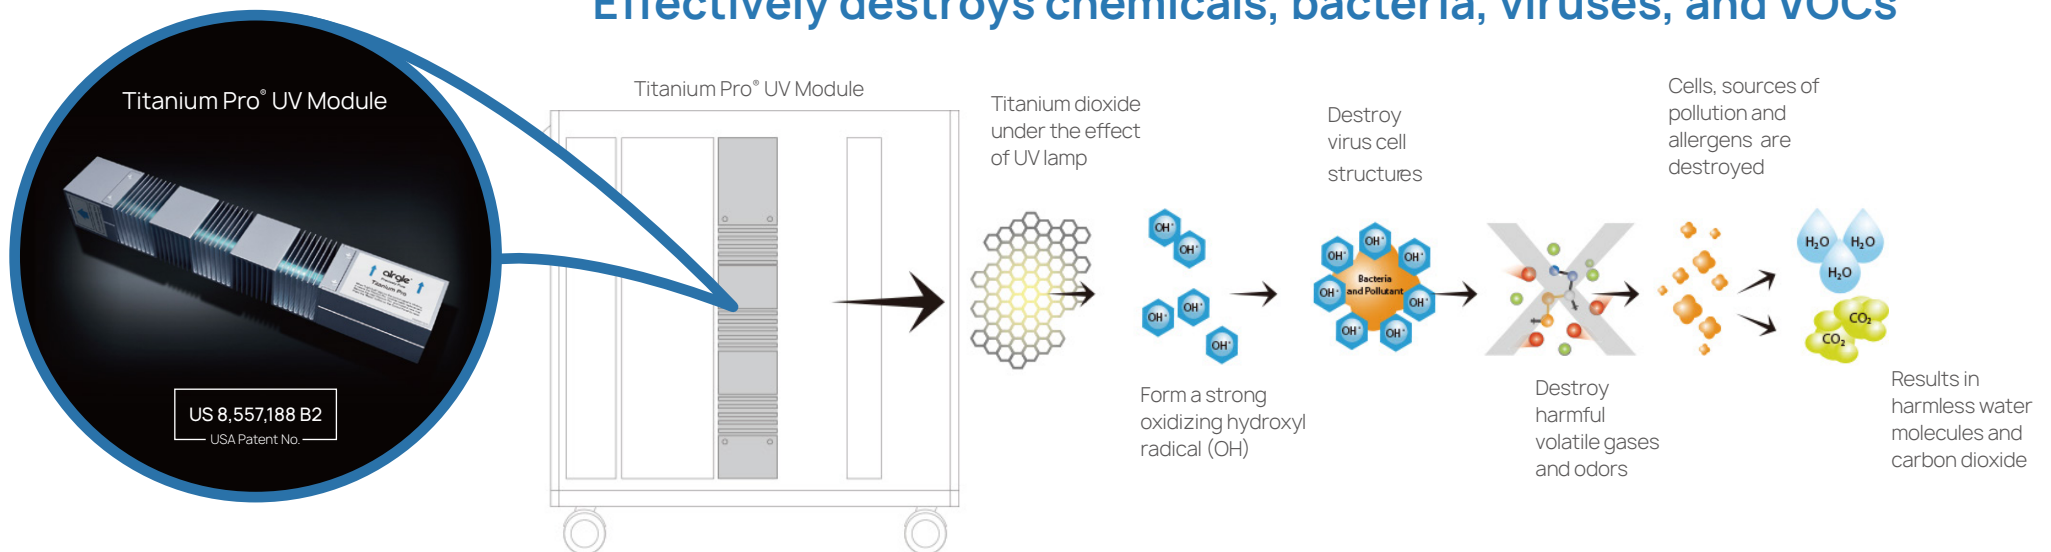 Effectively destroys chemicals, bacteria, viruses, and VOCs
Titanium Pro® UV Module
airgle
Titanium Pro
US 8,557,188 B2
USA Patent No.
Titanium Pro® UV Module
Titanium dioxide
under the effect
of UV lamp
OH•
OH•
OH•
OH•
OH•
Form a strong
oxidizing hydroxyl
radical (OH)
Destroy
virus cell
structures
OH•
OH•
OH•
OH•
OH•
OH•
OH•
Bacteria
and Pollutant
Destroy
harmful
volatile gases
and odors
Cells, sources of
pollution and
allergens are
destroyed
H₂O
H₂O
H₂O
CO₂
CO₂
Results in
harmless water
molecules and
carbon dioxide